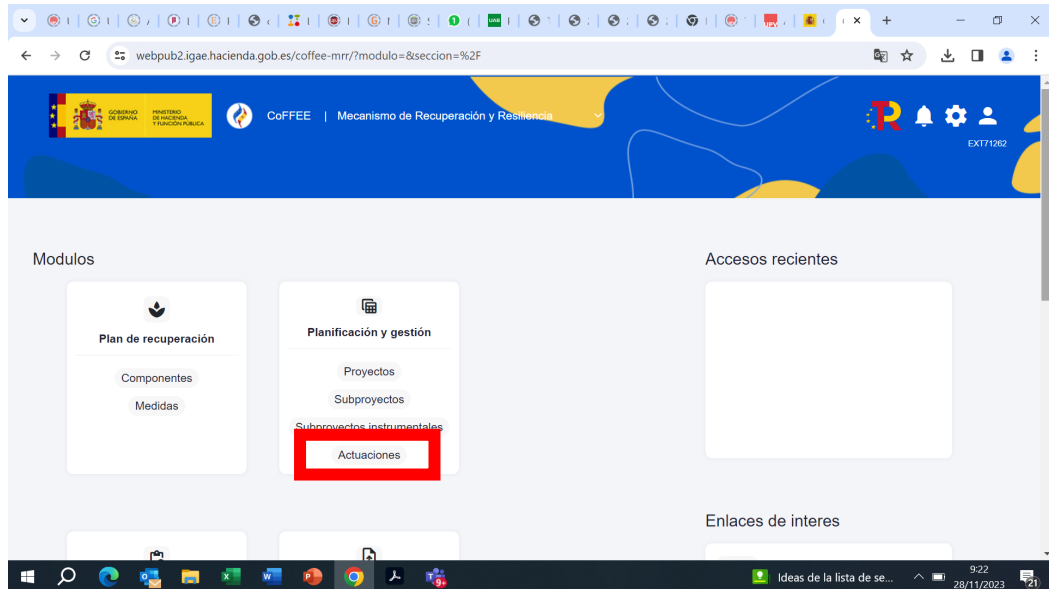 webpub2.igae.hacienda.gob.es/coffee-mrr/?modulo=&seccion=%2F
GOBIERNO DE ESPAÑA
MINISTERIO DE HACIENDA Y FUNCIÓN PÚBLICA
CoFFEE | Mecanismo de Recuperación y Resiliencia
EXT71262
Modulos
Accesos recientes
Plan de recuperación
Componentes
Medidas
Planificación y gestión
Proyectos
Subproyectos
Subproyectos instrumentales
Actuaciones
Enlaces de interes
Ideas de la lista de se...
9:22
28/11/2023
21